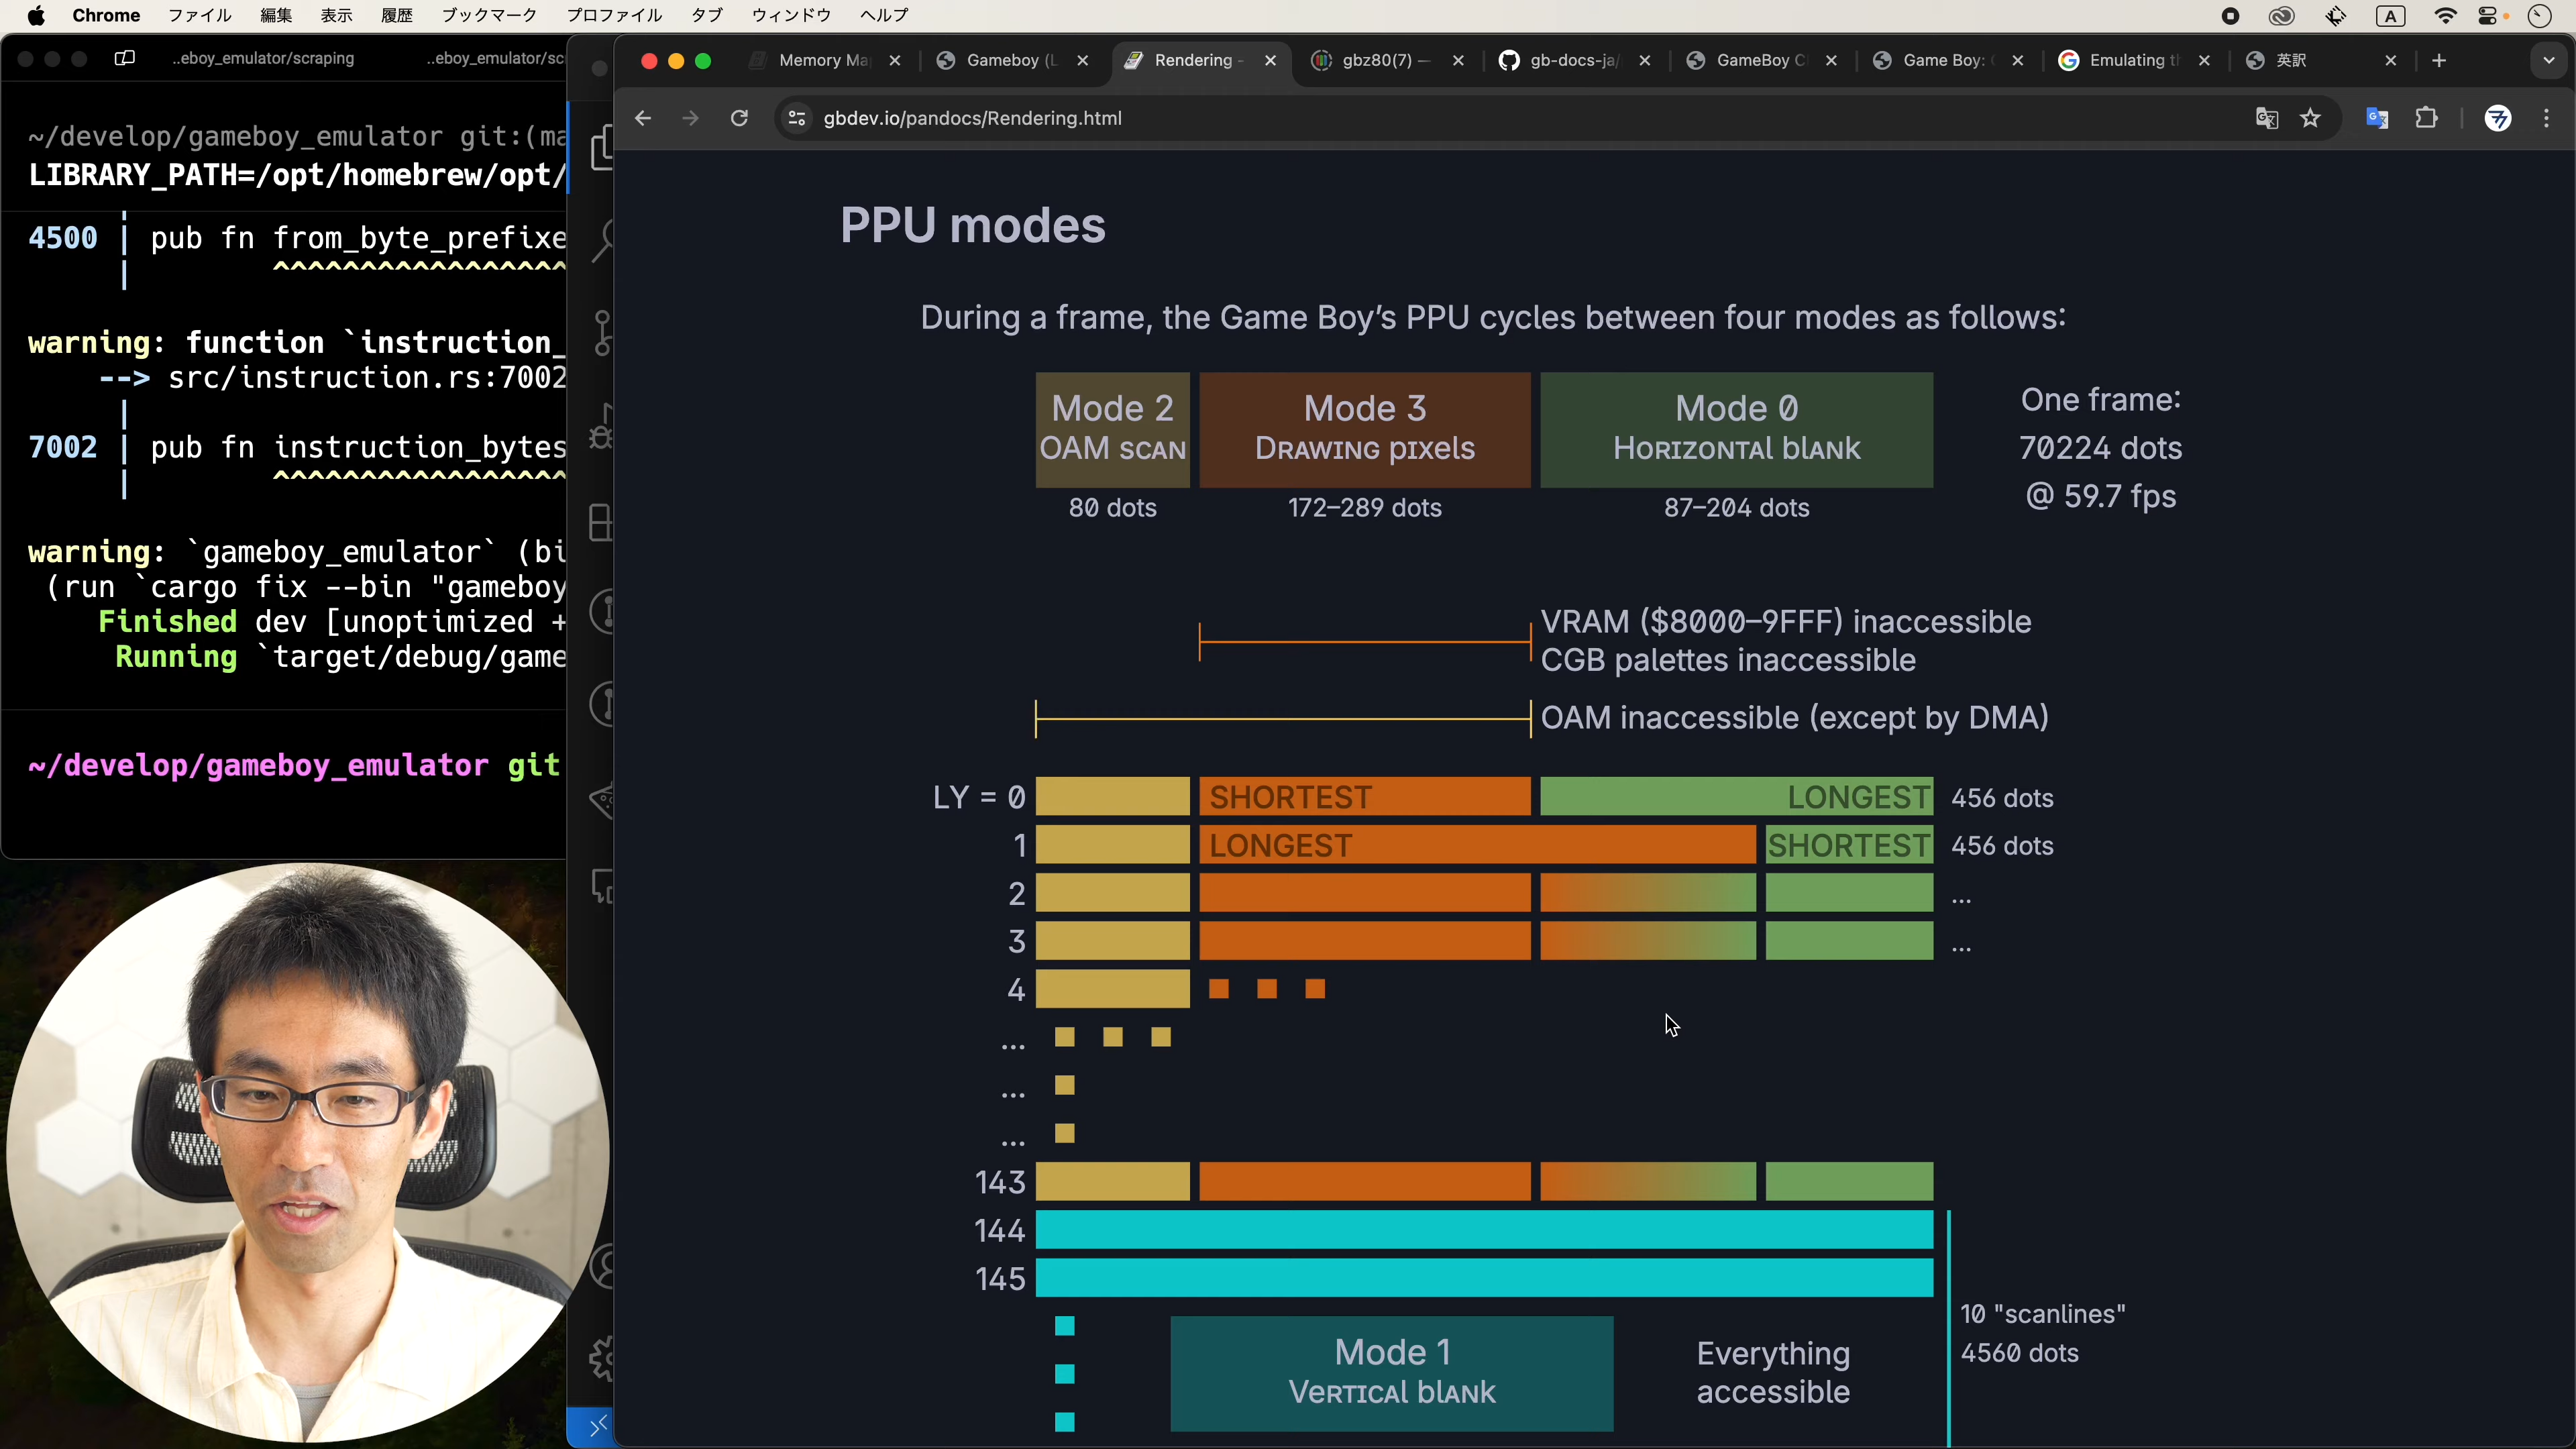 Chrome ファイル 編集 表示 履歴 ブックマーク プロファイル タブ ウィンドウ ヘルプ A
..eboy_emulator/scraping ..eboy_emulator/sc
~/develop/gameboy_emulator git:(ma
LIBRARY_PATH=/opt/homebrew/opt/
4500 | pub fn from_byte_prefixe
^^^^^^^^^^^^^^^^^
warning: function `instruction_
--> src/instruction.rs:7002
7002 | pub fn instruction_bytes
^^^^^^^^^^^^^^^^^
warning: `gameboy_emulator` (bi
(run `cargo fix --bin "gameboy
Finished dev [unoptimized +
Running `target/debug/game
~/develop/gameboy_emulator git
Memory Ma
Gameboy (L
Rendering -
gbz80(7) —
gb-docs-ja/
GameBoy C
Game Boy:
Emulating th
英訳
gbdev.io/pandocs/Rendering.html
PPU modes
During a frame, the Game Boy's PPU cycles between four modes as follows:
Mode 2
OAM scan
80 dots
Mode 3
Drawing pixels
172–289 dots
Mode 0
Horizontal blank
87–204 dots
One frame:
70224 dots
@ 59.7 fps
VRAM ($8000–9FFF) inaccessible
CGB palettes inaccessible
OAM inaccessible (except by DMA)
LY = 0 SHORTEST LONGEST 456 dots
1 LONGEST SHORTEST 456 dots
2 ...
3 ...
4
...
...
...
143
144
145
10 "scanlines"
4560 dots
Mode 1
Vertical blank
Everything
accessible